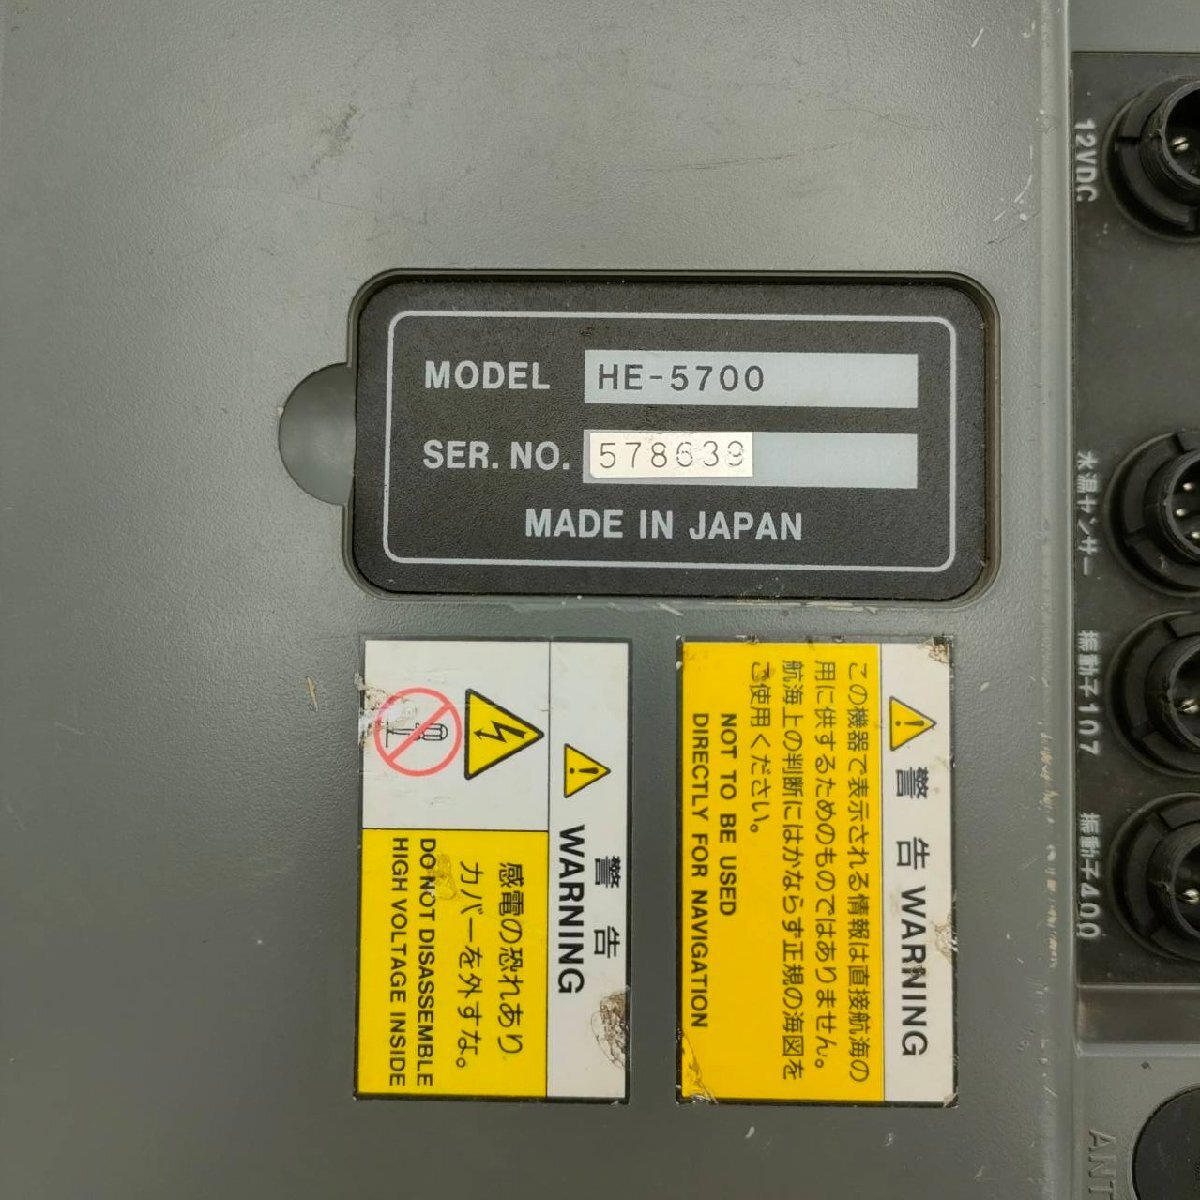 MODEL HE-5700
SER. NO. 578639
MADE IN JAPAN
警告
WARNING
感電の恐れあり
カバーを外すな。
DO NOT DISASSEMBLE
HIGH VOLTAGE INSIDE
警告 WARNING
この機器で表示される情報は直接航海の
用に供するためのものではありません。
航海上の判断にはかならず正規の海図を
ご使用ください。
NOT TO BE USED
DIRECTLY FOR NAVIGATION
12VDC
水温センサー
振動子107
振動子400
ANT